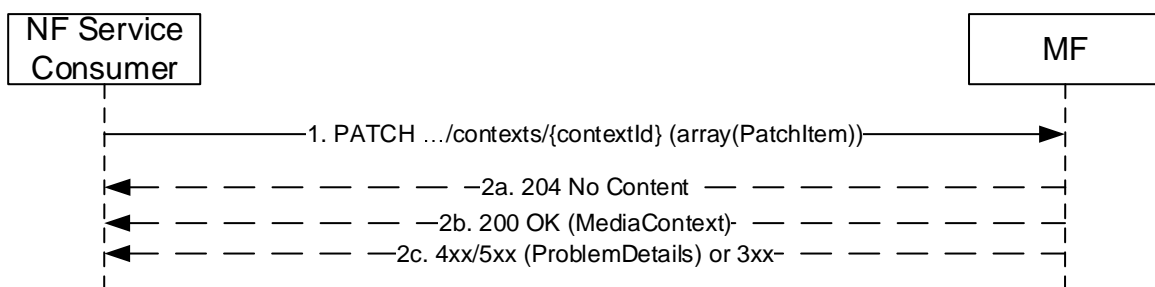 NF Service
Consumer
MF
1. PATCH …/contexts/{contextId} (array(PatchItem))
2a. 204 No Content
2b. 200 OK (MediaContext)
2c. 4xx/5xx (ProblemDetails) or 3xx